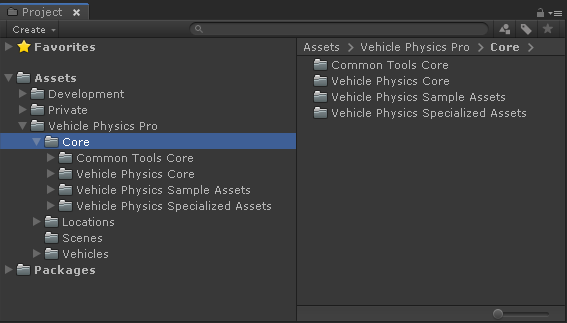 Project
Create
Favorites
Assets
Development
Private
Vehicle Physics Pro
Core
Common Tools Core
Vehicle Physics Core
Vehicle Physics Sample Assets
Vehicle Physics Specialized Assets
Locations
Scenes
Vehicles
Packages
Assets > Vehicle Physics Pro > Core >
Common Tools Core
Vehicle Physics Core
Vehicle Physics Sample Assets
Vehicle Physics Specialized Assets